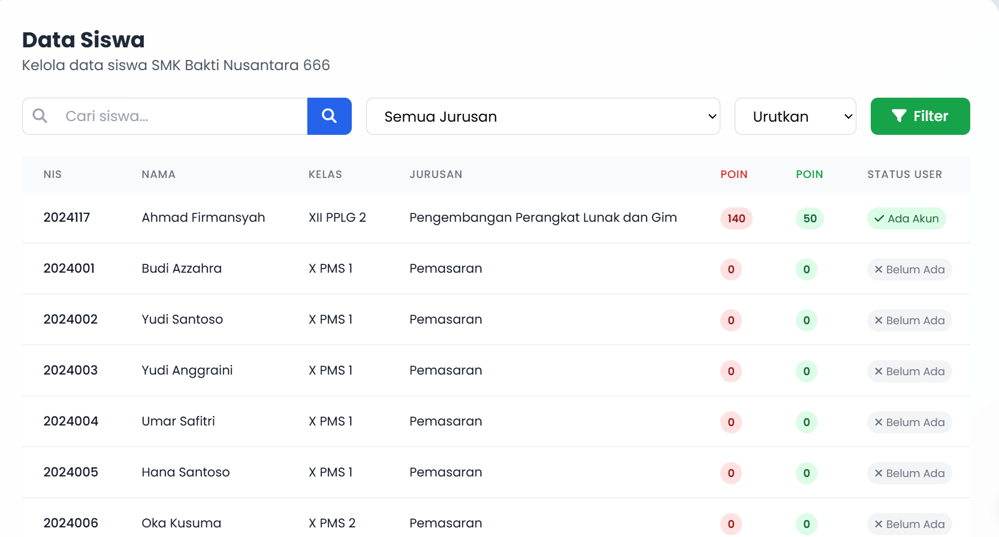 Data Siswa
Kelola data siswa SMK Bakti Nusantara 666
Cari siswa... Semua Jurusan Urutkan Filter
NIS NAMA KELAS JURUSAN POIN POIN STATUS USER
2024117 Ahmad Firmansyah XII PPLG 2 Pengembangan Perangkat Lunak dan Gim 140 50 Ada Akun
2024001 Budi Azzahra X PMS 1 Pemasaran 0 0 Belum Ada
2024002 Yudi Santoso X PMS 1 Pemasaran 0 0 Belum Ada
2024003 Yudi Anggraini X PMS 1 Pemasaran 0 0 Belum Ada
2024004 Umar Safitri X PMS 1 Pemasaran 0 0 Belum Ada
2024005 Hana Santoso X PMS 1 Pemasaran 0 0 Belum Ada
2024006 Oka Kusuma X PMS 2 Pemasaran 0 0 Belum Ada